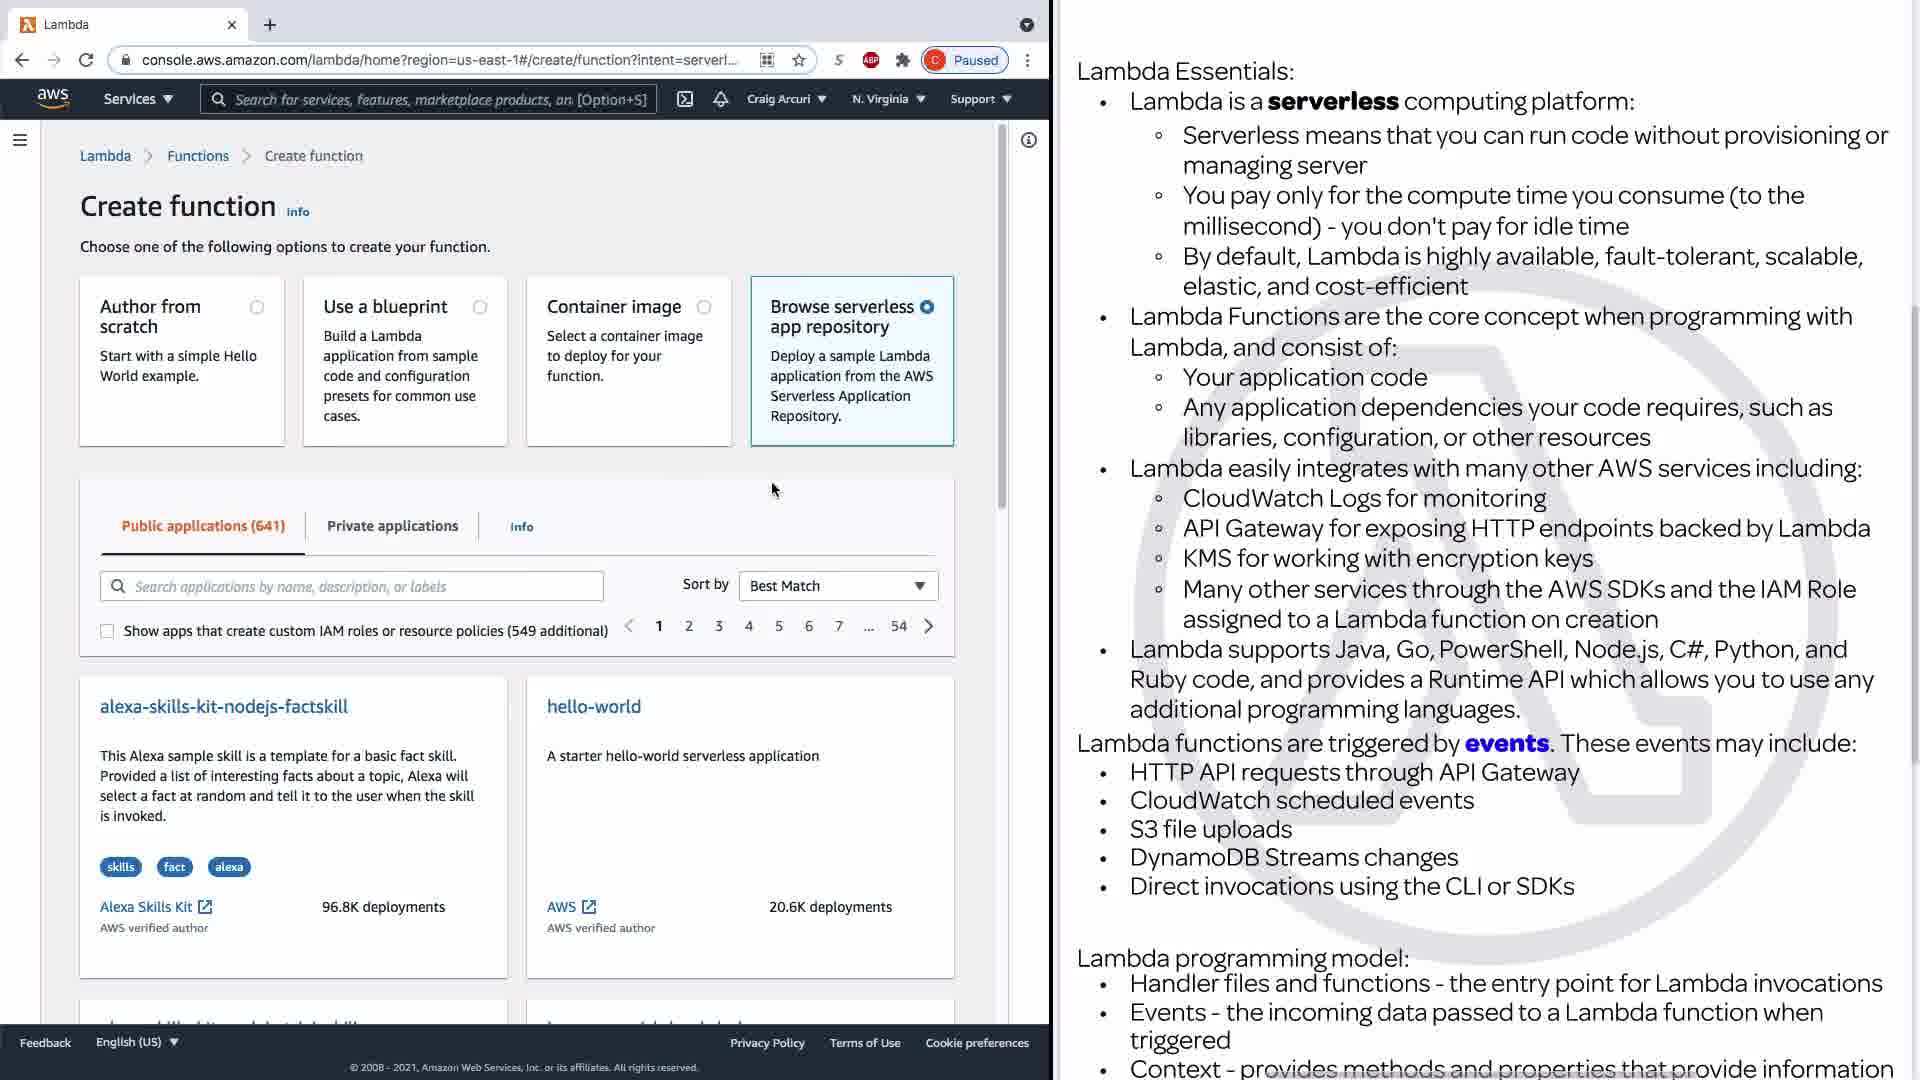 Lambda
console.aws.amazon.com/lambda/home?region=us-east-1#/create/function?intent=serverl...
ABP
C Paused
aws Services Search for services, features, marketplace products, an [Option+S] Craig Arcuri N. Virginia Support
Lambda > Functions > Create function
Create function Info
Choose one of the following options to create your function.
Author from
scratch
Start with a simple Hello
World example.
Use a blueprint
Build a Lambda
application from sample
code and configuration
presets for common use
cases.
Container image
Select a container image
to deploy for your
function.
Browse serverless
app repository
Deploy a sample Lambda
application from the AWS
Serverless Application
Repository.
Public applications (641) Private applications Info
Search applications by name, description, or labels
Sort by Best Match
Show apps that create custom IAM roles or resource policies (549 additional)
1 2 3 4 5 6 7 ... 54
alexa-skills-kit-nodejs-factskill
This Alexa sample skill is a template for a basic fact skill.
Provided a list of interesting facts about a topic, Alexa will
select a fact at random and tell it to the user when the skill
is invoked.
skills fact alexa
Alexa Skills Kit 96.8K deployments
AWS verified author
hello-world
A starter hello-world serverless application
AWS 20.6K deployments
AWS verified author
Feedback English (US) Privacy Policy Terms of Use Cookie preferences
© 2008 - 2021, Amazon Web Services, Inc. or its affiliates. All rights reserved.
Lambda Essentials:
• Lambda is a serverless computing platform:
◦ Serverless means that you can run code without provisioning or
managing server
◦ You pay only for the compute time you consume (to the
millisecond) - you don't pay for idle time
◦ By default, Lambda is highly available, fault-tolerant, scalable,
elastic, and cost-efficient
• Lambda Functions are the core concept when programming with
Lambda, and consist of:
◦ Your application code
◦ Any application dependencies your code requires, such as
libraries, configuration, or other resources
• Lambda easily integrates with many other AWS services including:
◦ CloudWatch Logs for monitoring
◦ API Gateway for exposing HTTP endpoints backed by Lambda
◦ KMS for working with encryption keys
◦ Many other services through the AWS SDKs and the IAM Role
assigned to a Lambda function on creation
• Lambda supports Java, Go, PowerShell, Node.js, C#, Python, and
Ruby code, and provides a Runtime API which allows you to use any
additional programming languages.
Lambda functions are triggered by events. These events may include:
• HTTP API requests through API Gateway
• CloudWatch scheduled events
• S3 file uploads
• DynamoDB Streams changes
• Direct invocations using the CLI or SDKs
Lambda programming model:
• Handler files and functions - the entry point for Lambda invocations
• Events - the incoming data passed to a Lambda function when
triggered
• Context - provides methods and properties that provide information